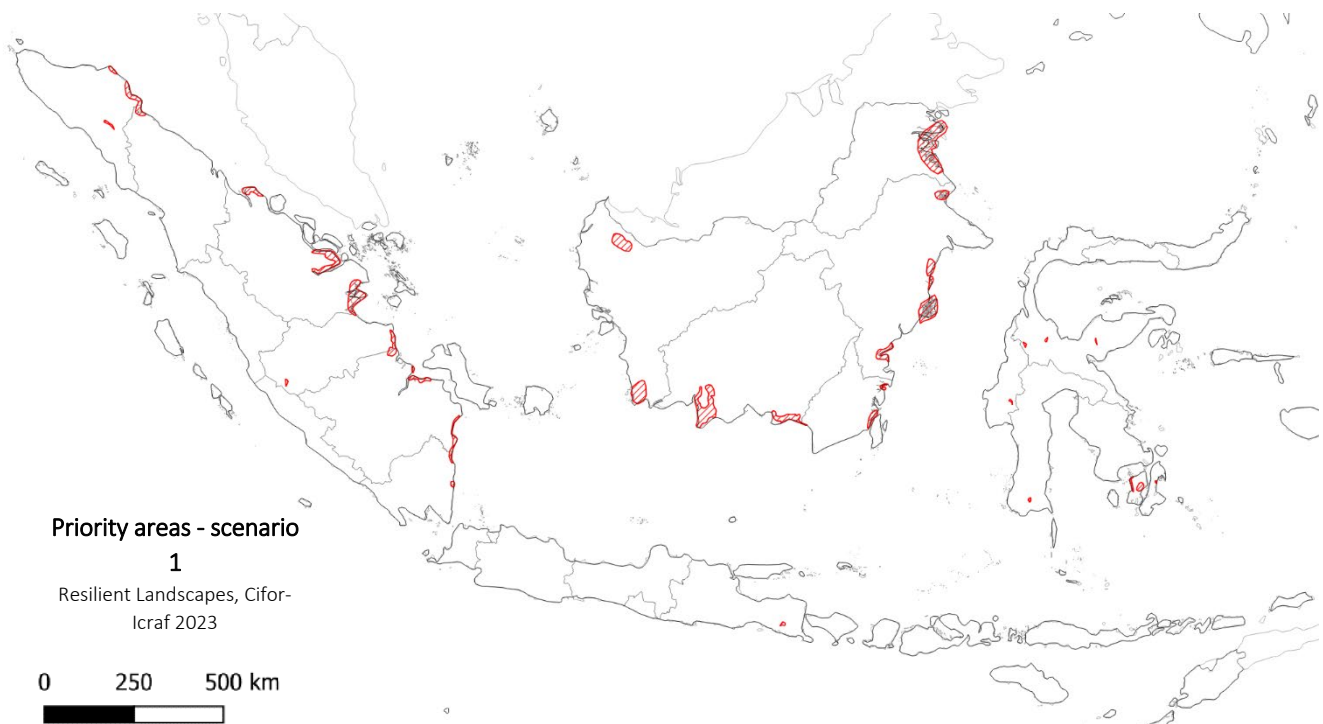 Priority areas - scenario
1
Resilient Landscapes, Cifor-
Icraf 2023
0 250 500 km